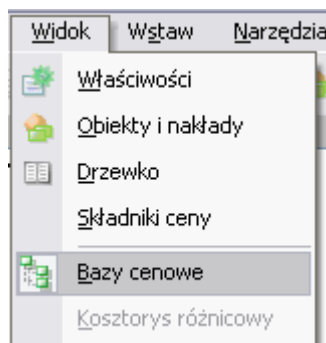 Widok Wstaw Narzędzia
Właściwości
Obiekty i nakłady
Drzewko
Składniki ceny
Bazy cenowe
Kosztorys różnicowy